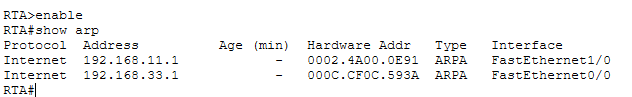 RTA>enable
RTA#show arp
Protocol  Address          Age (min)  Hardware Addr   Type   Interface
Internet  192.168.11.1            -   0002.4A00.0E91  ARPA   FastEthernet1/0
Internet  192.168.33.1            -   000C.CF0C.593A  ARPA   FastEthernet0/0
RTA#